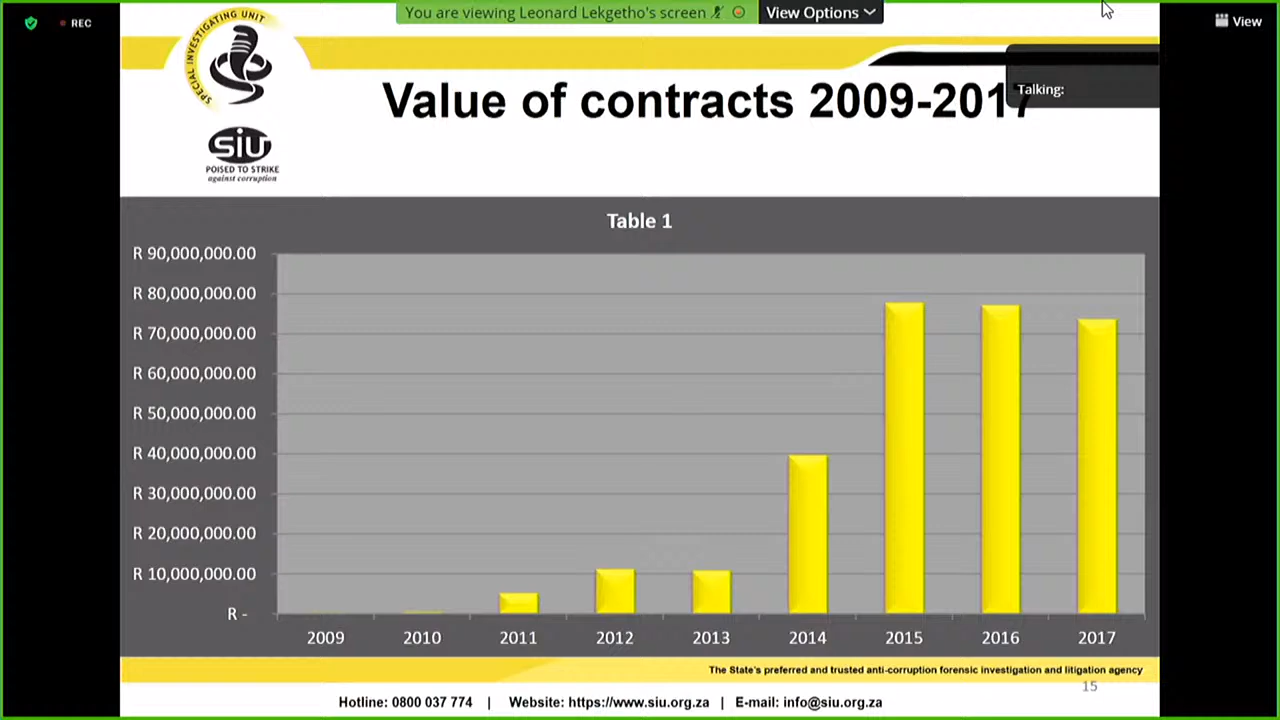 REC
You are viewing Leonard Lekgetho's screen
View Options
View
SPECIAL INVESTIGATING UNIT
SIU
POISED TO STRIKE
against corruption
Value of contracts 2009-2017
Talking:
Table 1
R 90,000,000.00
R 80,000,000.00
R 70,000,000.00
R 60,000,000.00
R 50,000,000.00
R 40,000,000.00
R 30,000,000.00
R 20,000,000.00
R 10,000,000.00
R -
2009 2010 2011 2012 2013 2014 2015 2016 2017
The State's preferred and trusted anti-corruption forensic investigation and litigation agency
15
Hotline: 0800 037 774 | Website: https://www.siu.org.za | E-mail: info@siu.org.za